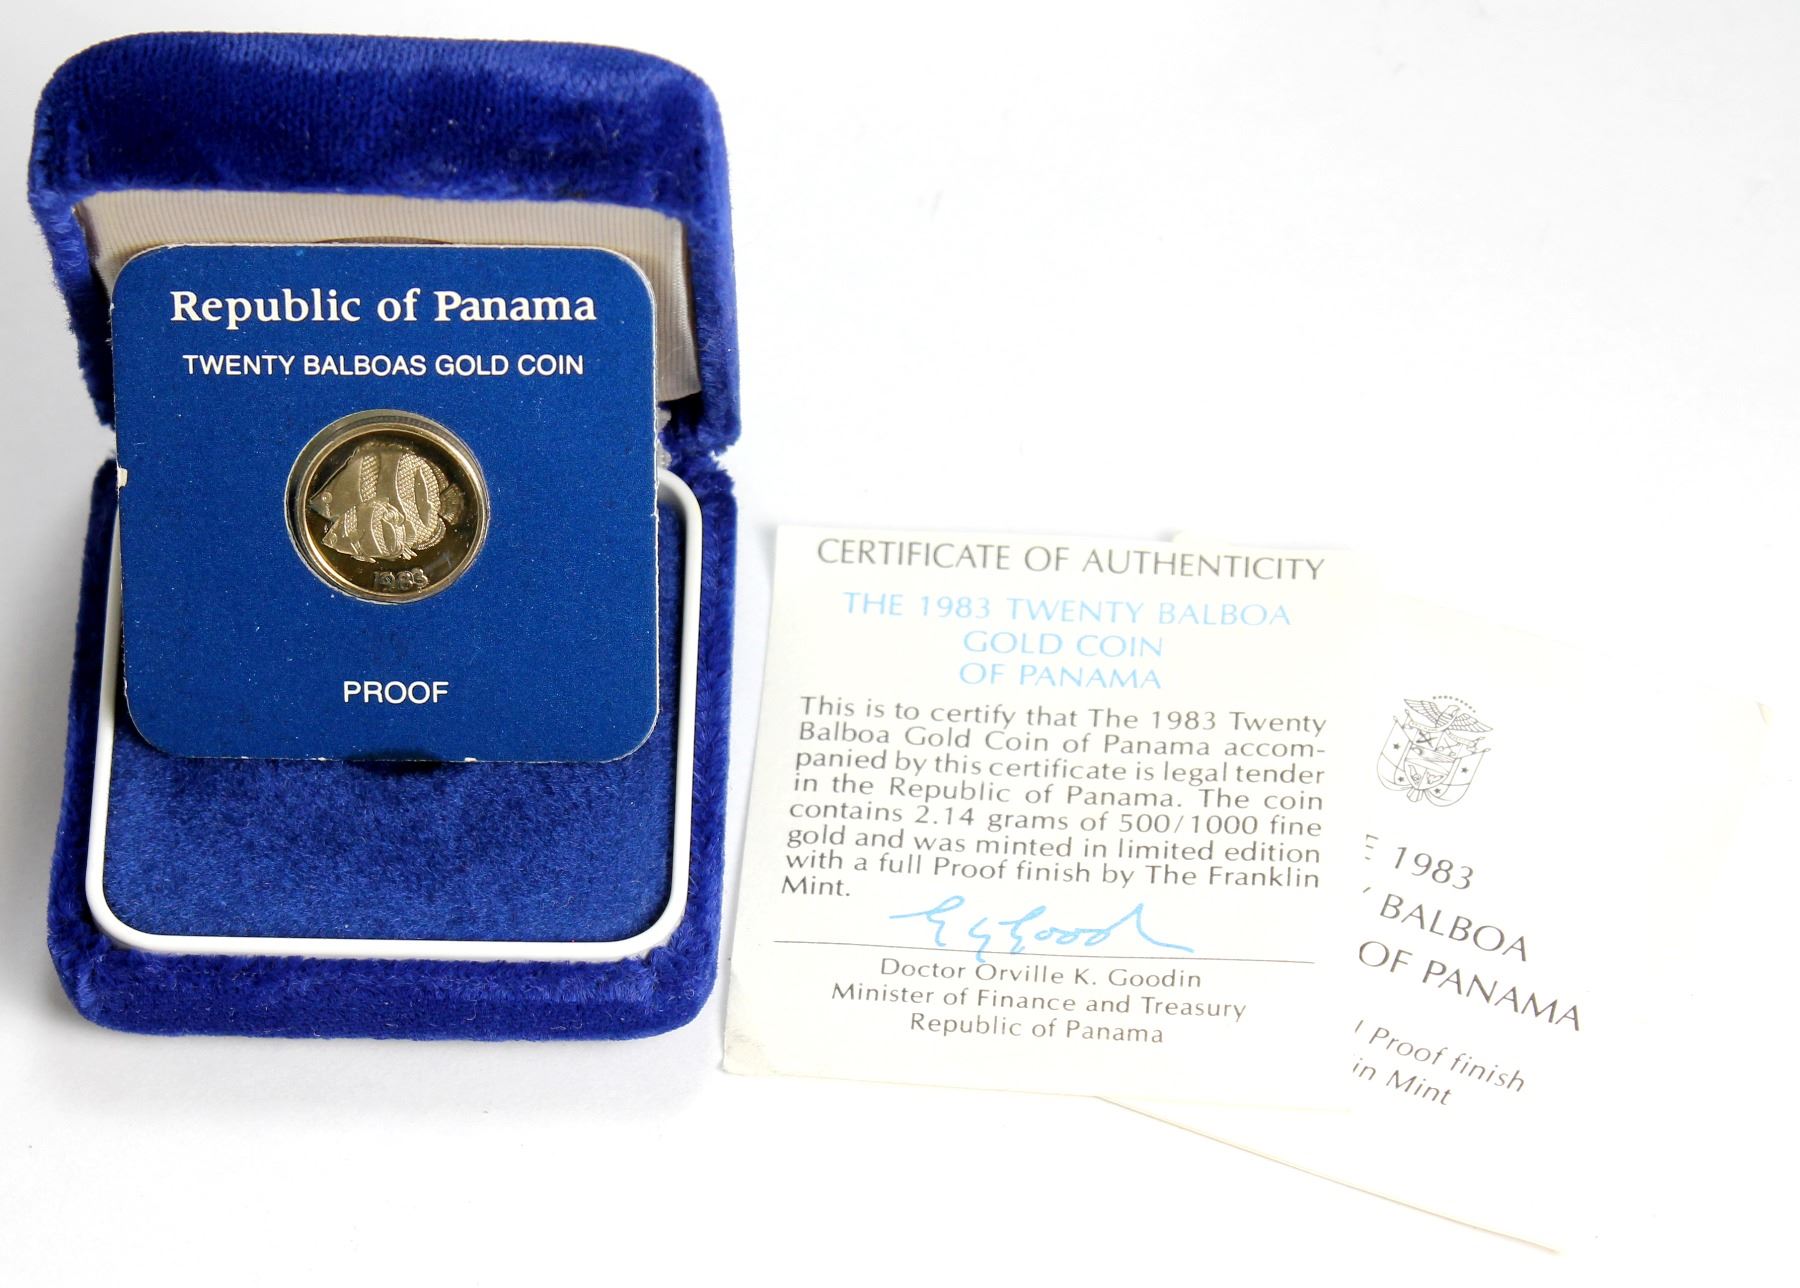 Republic of Panama
TWENTY BALBOAS GOLD COIN
1983
PROOF
CERTIFICATE OF AUTHENTICITY
THE 1983 TWENTY BALBOA
GOLD COIN
OF PANAMA
This is to certify that The 1983 Twenty
Balboa Gold Coin of Panama accom-
panied by this certificate is legal tender
in the Republic of Panama. The coin
contains 2.14 grams of 500/1000 fine
gold and was minted in limited edition
with a full Proof finish by The Franklin
Mint.
Doctor Orville K. Goodin
Minister of Finance and Treasury
Republic of Panama
E 1983
BALBOA
OF PANAMA
l Proof finish
in Mint